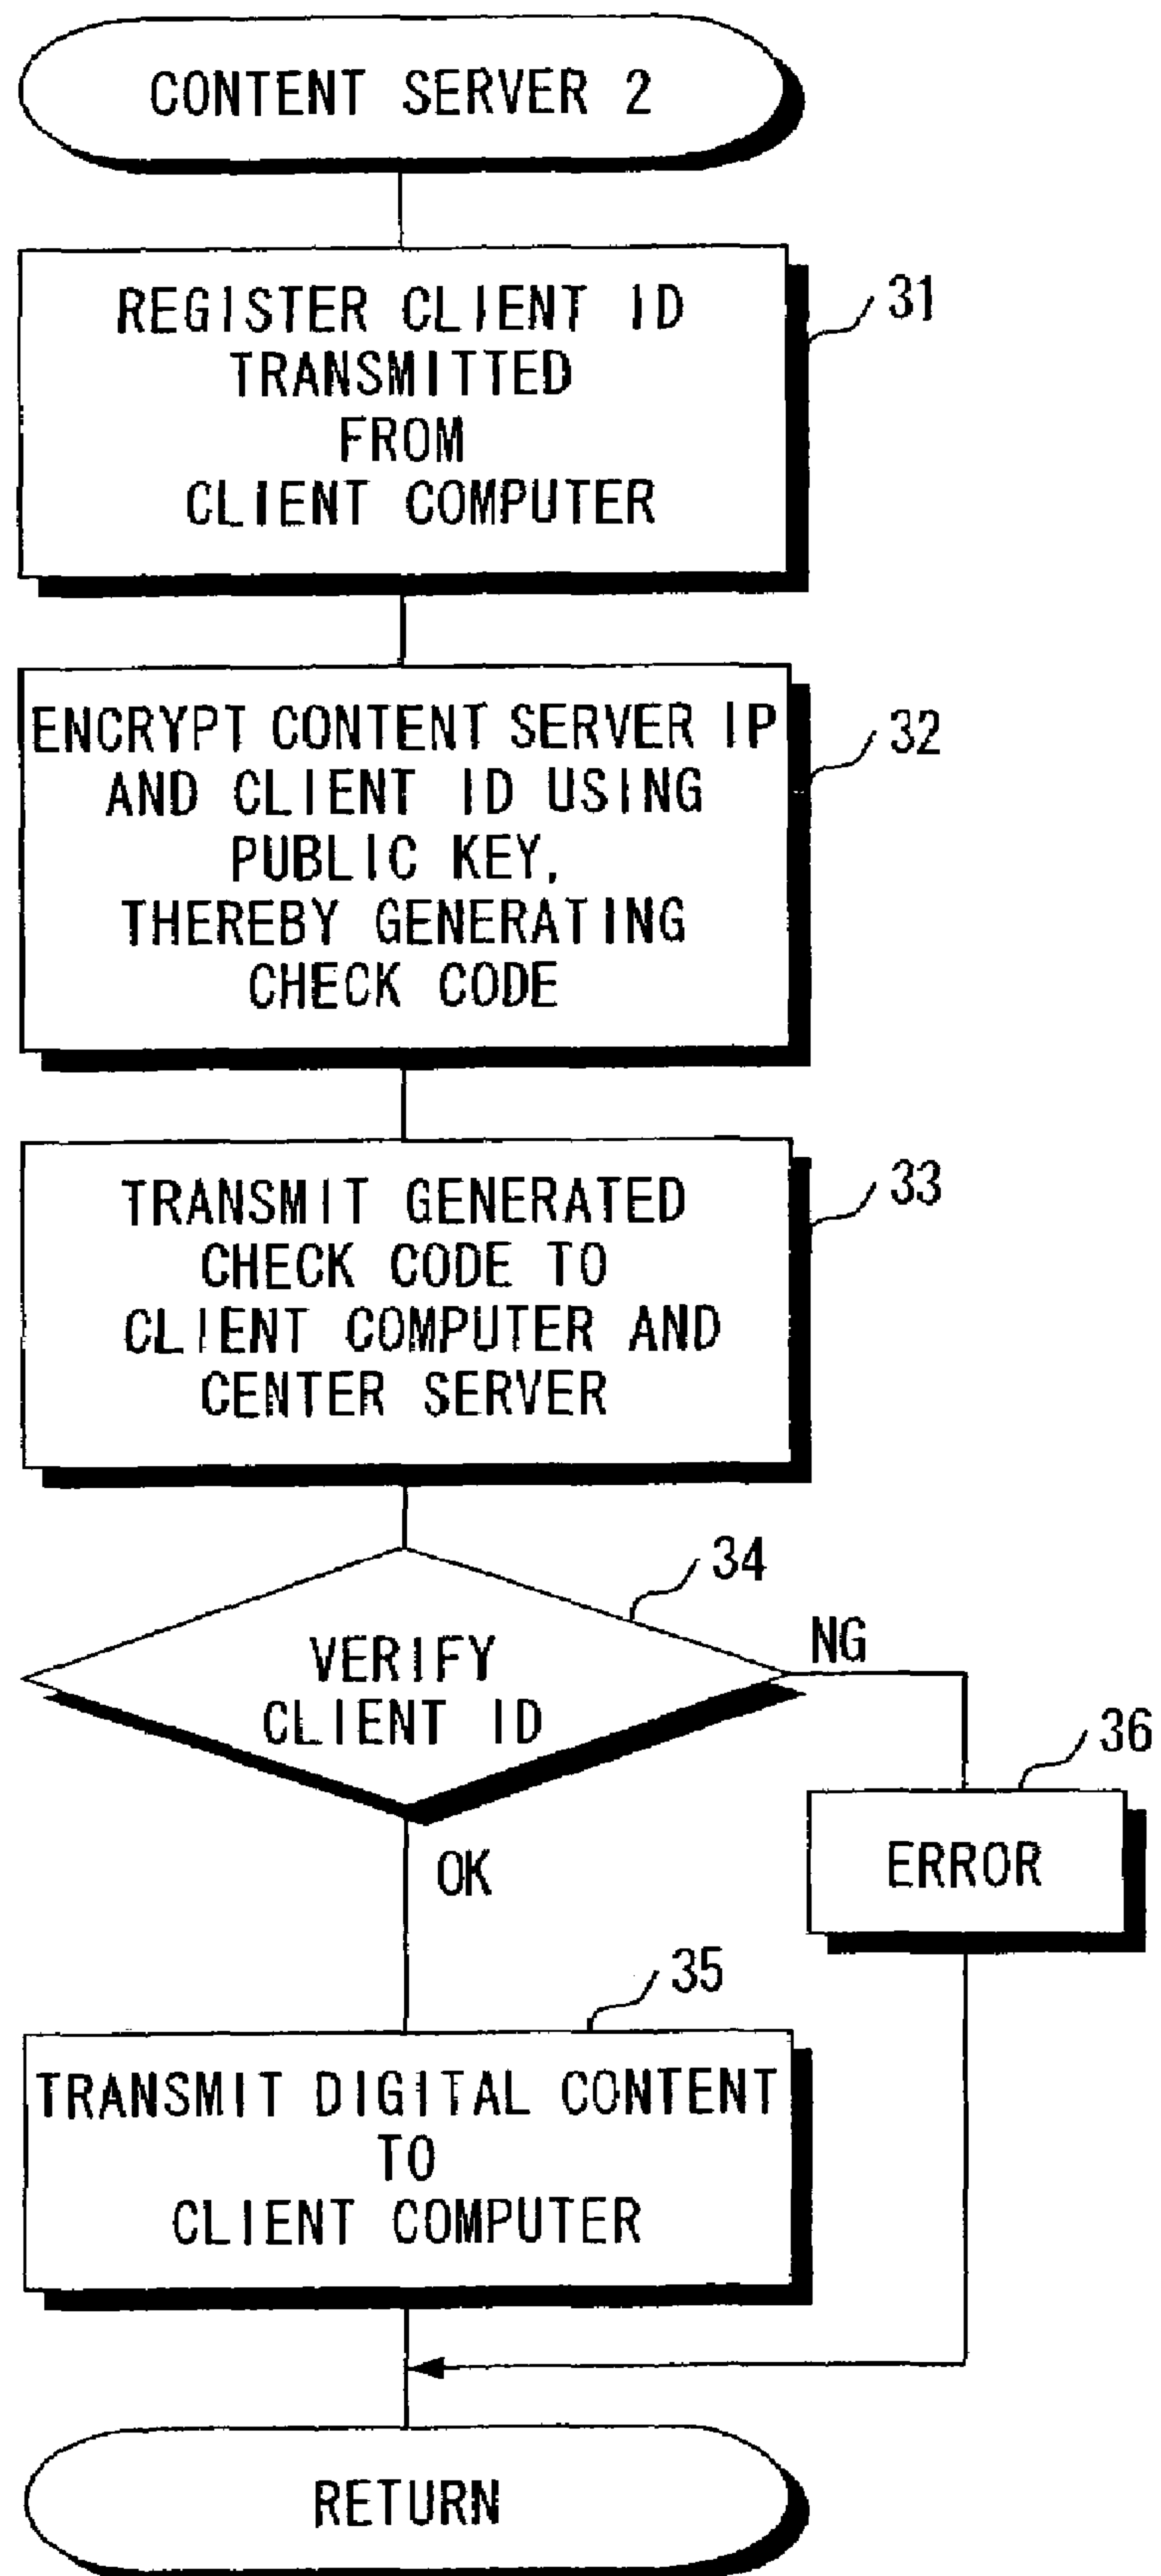 CONTENT SERVER 2
REGISTER CLIENT ID
TRANSMITTED
FROM
CLIENT COMPUTER
31
ENCRYPT CONTENT SERVER IP
AND CLIENT ID USING
PUBLIC KEY,
THEREBY GENERATING
CHECK CODE
32
TRANSMIT GENERATED
CHECK CODE TO
CLIENT COMPUTER AND
CENTER SERVER
33
VERIFY
CLIENT ID
34
NG
36
ERROR
OK
35
TRANSMIT DIGITAL CONTENT
TO
CLIENT COMPUTER
RETURN